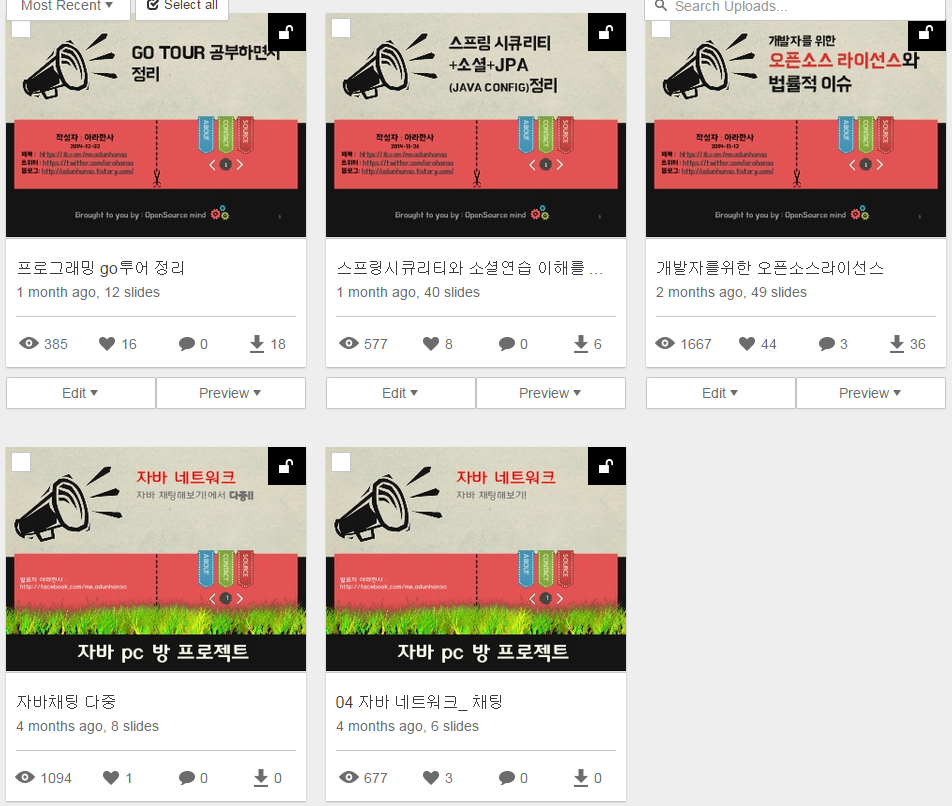 Most Recent
Select all
Search Uploads...
GO TOUR 공부하면서
정리
ABOUT
CONTACT
SOURCE
작성자 : 아라한사
2014-12-02
페북 : https://fb.com/me.adunhansa
트위터 : https://twitter.com/arahansa
블로그: http://adunhansa.tistory.com/
1
Brought to you by : OpenSource mind
1
스프링 시큐리티
+소셜+JPA
(JAVA CONFIG)정리
ABOUT
CONTACT
SOURCE
작성자 : 아라한사
2014-11-26
페북 : https://fb.com/me.adunhansa
트위터 : https://twitter.com/arahansa
블로그: http://adunhansa.tistory.com/
1
Brought to you by : OpenSource mind
1
개발자를 위한
오픈소스 라이선스와
법률적 이슈
ABOUT
CONTACT
SOURCE
작성자 : 아라한사
2014-11-12
페북 : https://fb.com/me.adunhansa
트위터 : https://twitter.com/arahansa
블로그: http://adunhansa.tistory.com/
1
Brought to you by : OpenSource mind
1
프로그래밍 go투어 정리
1 month ago, 12 slides
385 16 0 18
Edit Preview
스프링시큐리티와 소셜연습 이해를 ...
1 month ago, 40 slides
577 8 0 6
Edit Preview
개발자를위한 오픈소스라이선스
2 months ago, 49 slides
1667 44 3 36
Edit Preview
자바 네트워크
자바 채팅해보기!에서 다중!!
ABOUT
CONTACT
SOURCE
발표자 아라한사 :
http://facebook.com/me.adunhansa
1
자바 pc 방 프로젝트
자바 네트워크
자바 채팅해보기!
ABOUT
CONTACT
SOURCE
발표자 아라한사 :
http://facebook.com/me.adunhansa
1
자바 pc 방 프로젝트
자바채팅 다중
4 months ago, 8 slides
1094 1 0 0
04 자바 네트워크_ 채팅
4 months ago, 6 slides
677 3 0 0